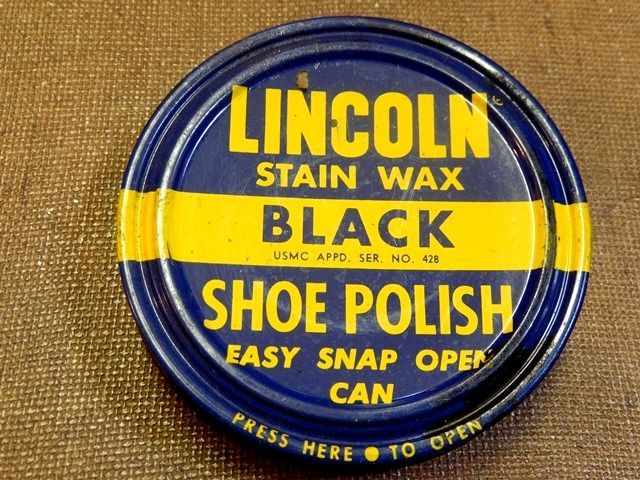 LINCOLN®
STAIN WAX
BLACK
USMC APPD. SER. NO. 428
SHOE POLISH
EASY SNAP OPEN
CAN
PRESS HERE ● TO OPEN